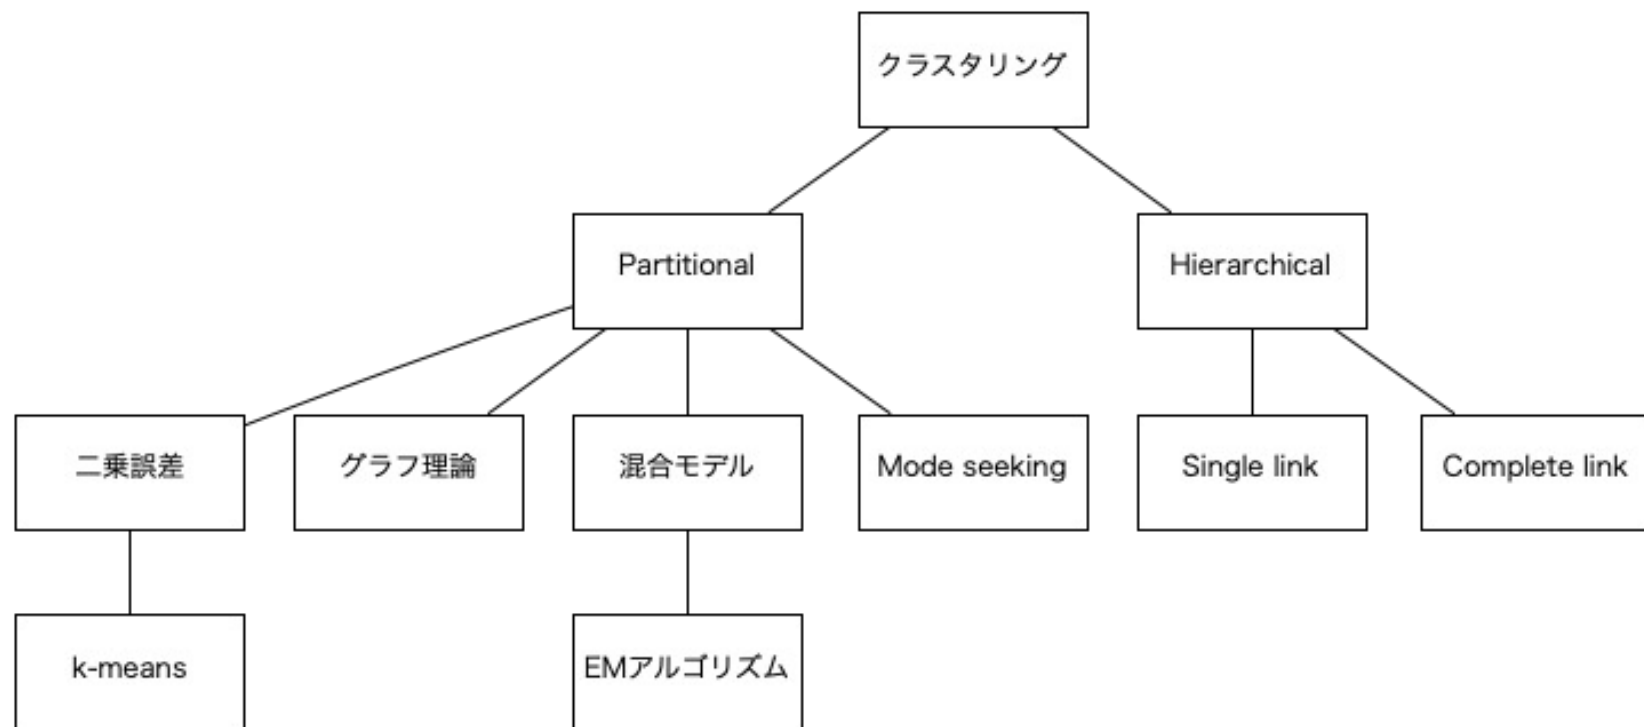 クラスタリング
Partitional
Hierarchical
二乗誤差
グラフ理論
混合モデル
Mode seeking
Single link
Complete link
k-means
EMアルゴリズム